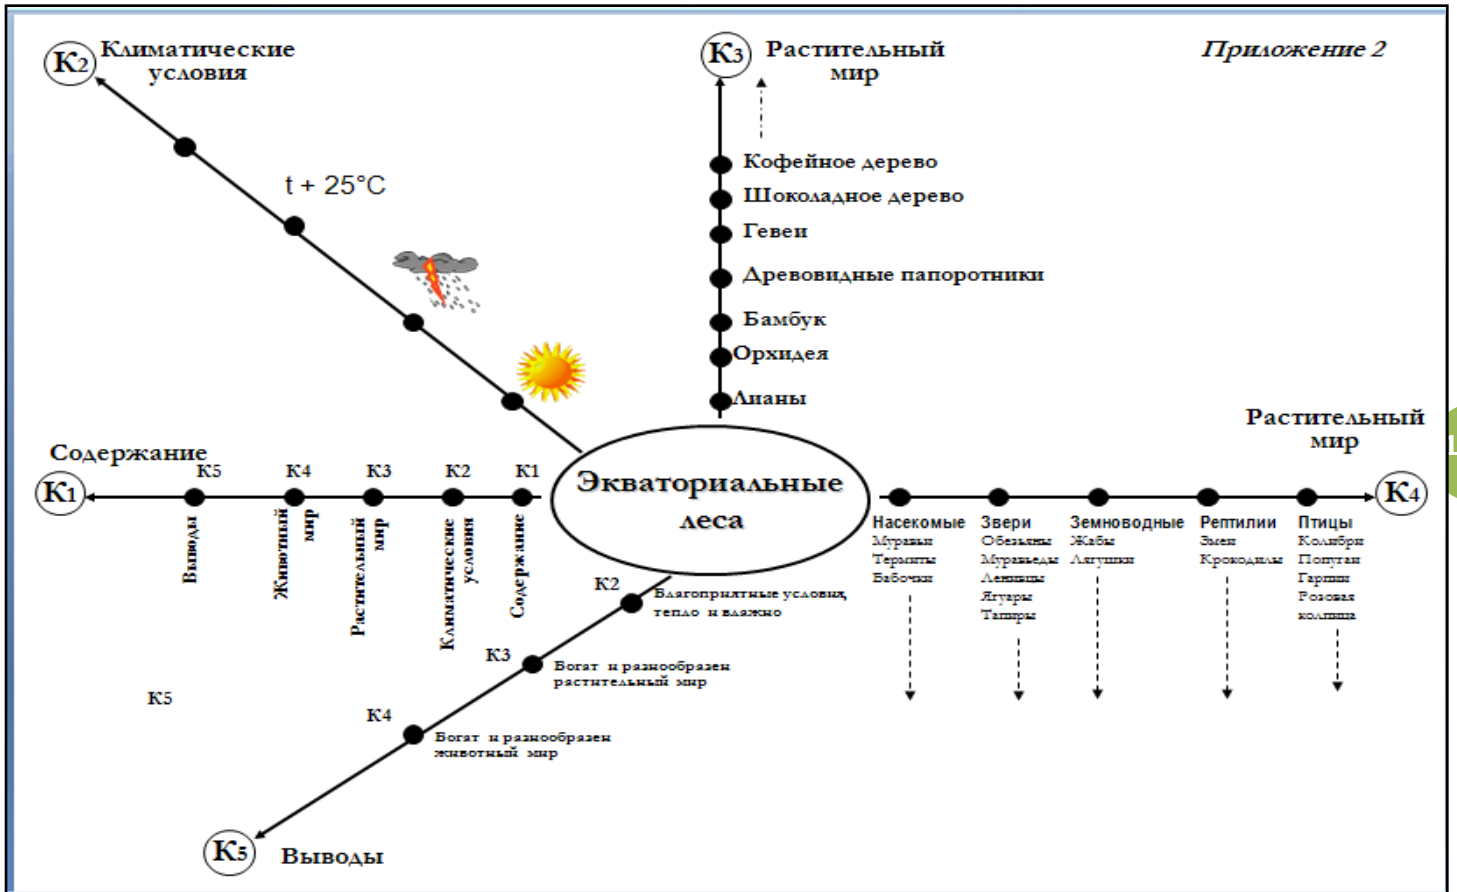 К2
Климатические
условия
К3
Растительный
мир
Приложение 2
t + 25°C
Кофейное дерево
Шоколадное дерево
Гевеи
Древовидные папоротники
Бамбук
Орхидея
Лианы
Экваториальные
леса
Содержание
К1
К5
К4
К3
К2
К1
Выводы
Животный
мир
Растительный
мир
Климатические
условия
Содержание
Растительный
мир
К4
Насекомые
Муравьи
Термиты
Бабочки
Звери
Обезьяны
Муравьеды
Ленивцы
Ягуары
Тапиры
Земноводные
Жабы
Лягушки
Рептилии
Змеи
Крокодилы
Птицы
Колибри
Попугаи
Гарпии
Розовая
колпица
К2
Благоприятные условия,
тепло и влажно
К3
Богат и разнообразен
растительный мир
К4
Богат и разнообразен
животный мир
К5
К5
Выводы